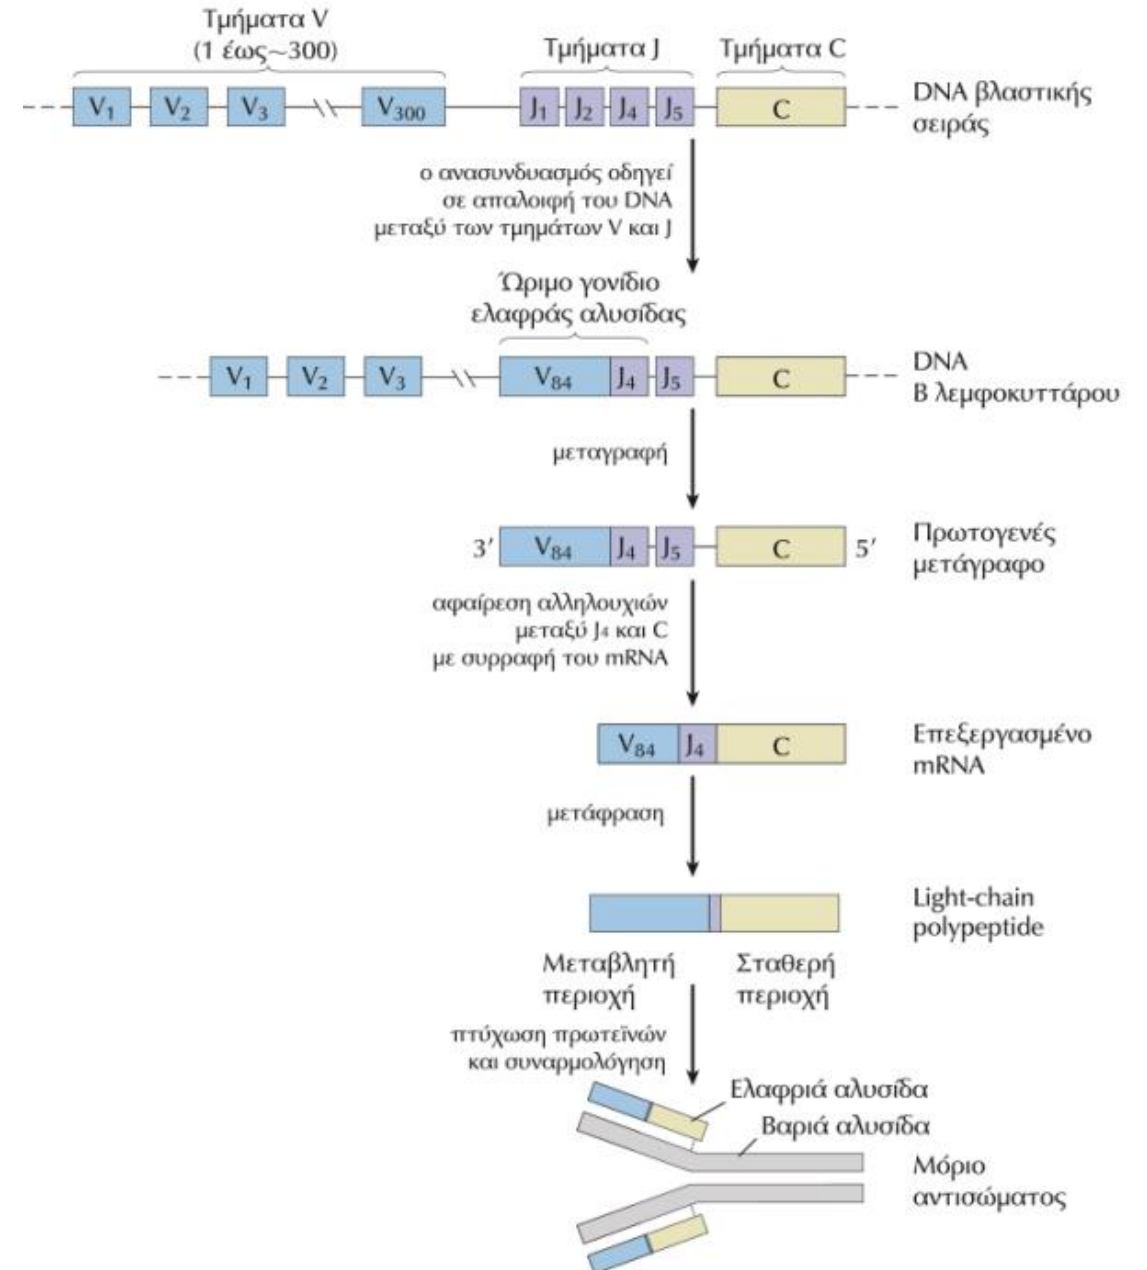 Τμήματα V
(1 έως~300)
Τμήματα J
Τμήματα C
V1 V2 V3 V300 J1 J2 J4 J5 C
DNA βλαστικής
σειράς
ο ανασυνδυασμός οδηγεί
σε απαλοιφή του DNA
μεταξύ των τμημάτων V και J
Ώριμο γονίδιο
ελαφράς αλυσίδας
V1 V2 V3 V84 J4 J5 C
DNA
Β λεμφοκυττάρου
μεταγραφή
3′ V84 J4 J5 C 5′
Πρωτογενές
μετάγραφο
αφαίρεση αλληλουχιών
μεταξύ J4 και C
με συρραφή του mRNA
V84 J4 C
Επεξεργασμένο
mRNA
μετάφραση
Light-chain
polypeptide
Μεταβλητή
περιοχή
Σταθερή
περιοχή
πτύχωση πρωτεϊνών
και συναρμολόγηση
Ελαφριά αλυσίδα
Βαριά αλυσίδα
Μόριο
αντισώματος